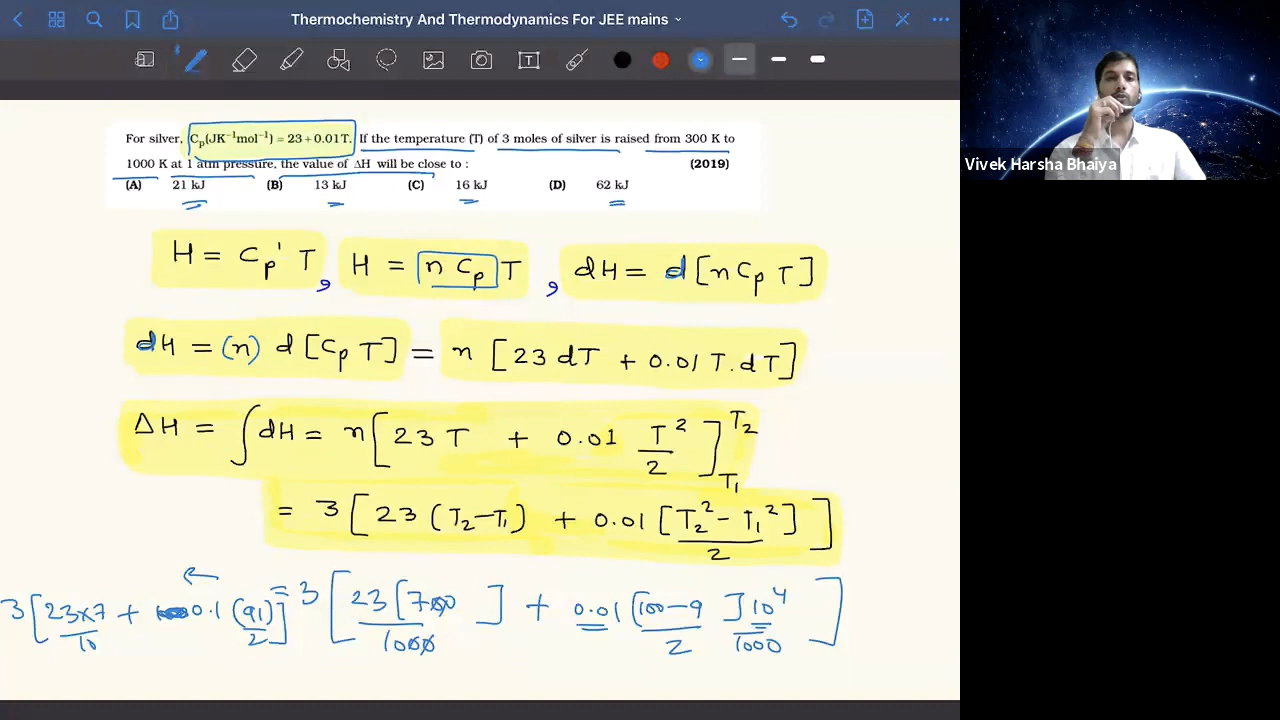 Thermochemistry And Thermodynamics For JEE mains
Vivek Harsha Bhaiya
For silver, Cp(JK⁻¹mol⁻¹) = 23 + 0.01T. If the temperature (T) of 3 moles of silver is raised from 300 K to
1000 K at 1 atm pressure, the value of ΔH will be close to : (2019)
(A) 21 kJ (B) 13 kJ (C) 16 kJ (D) 62 kJ
H = Cp' T, H = n Cp T, dH = d[n Cp T]
dH = (n) d[Cp T] = n [23 dT + 0.01 T.dT]
ΔH = ∫dH = n[23 T + 0.01 T²/2]T₁T₂
= 3[23 (T₂-T₁) + 0.01 [T₂² - T₁²]/2]
3[23×7/10 + 0.1 (91)/2] = 3[23[700]/1000 + 0.01[100-9/2]10⁴/1000]